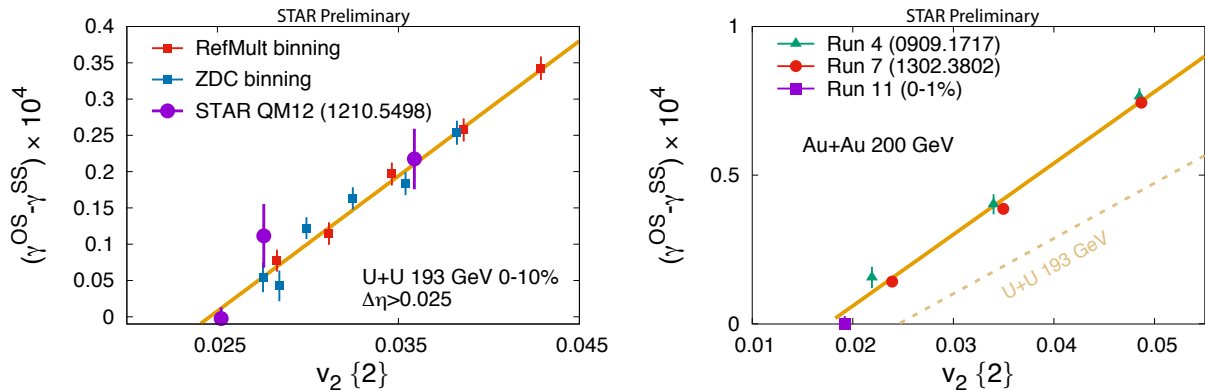 STAR Preliminary
0.4
0.35
0.3
0.25
0.2
0.15
0.1
0.05
0
(γ^OS-γ^SS) × 10^4
RefMult binning
ZDC binning
STAR QM12 (1210.5498)
U+U 193 GeV 0-10%
Δη>0.025
0.025
0.035
0.045
v_2 {2}
STAR Preliminary
1
0.5
0
(γ^OS-γ^SS) × 10^4
Run 4 (0909.1717)
Run 7 (1302.3802)
Run 11 (0-1%)
Au+Au 200 GeV
U+U 193 GeV
0.01
0.02
0.03
0.04
0.05
v_2 {2}